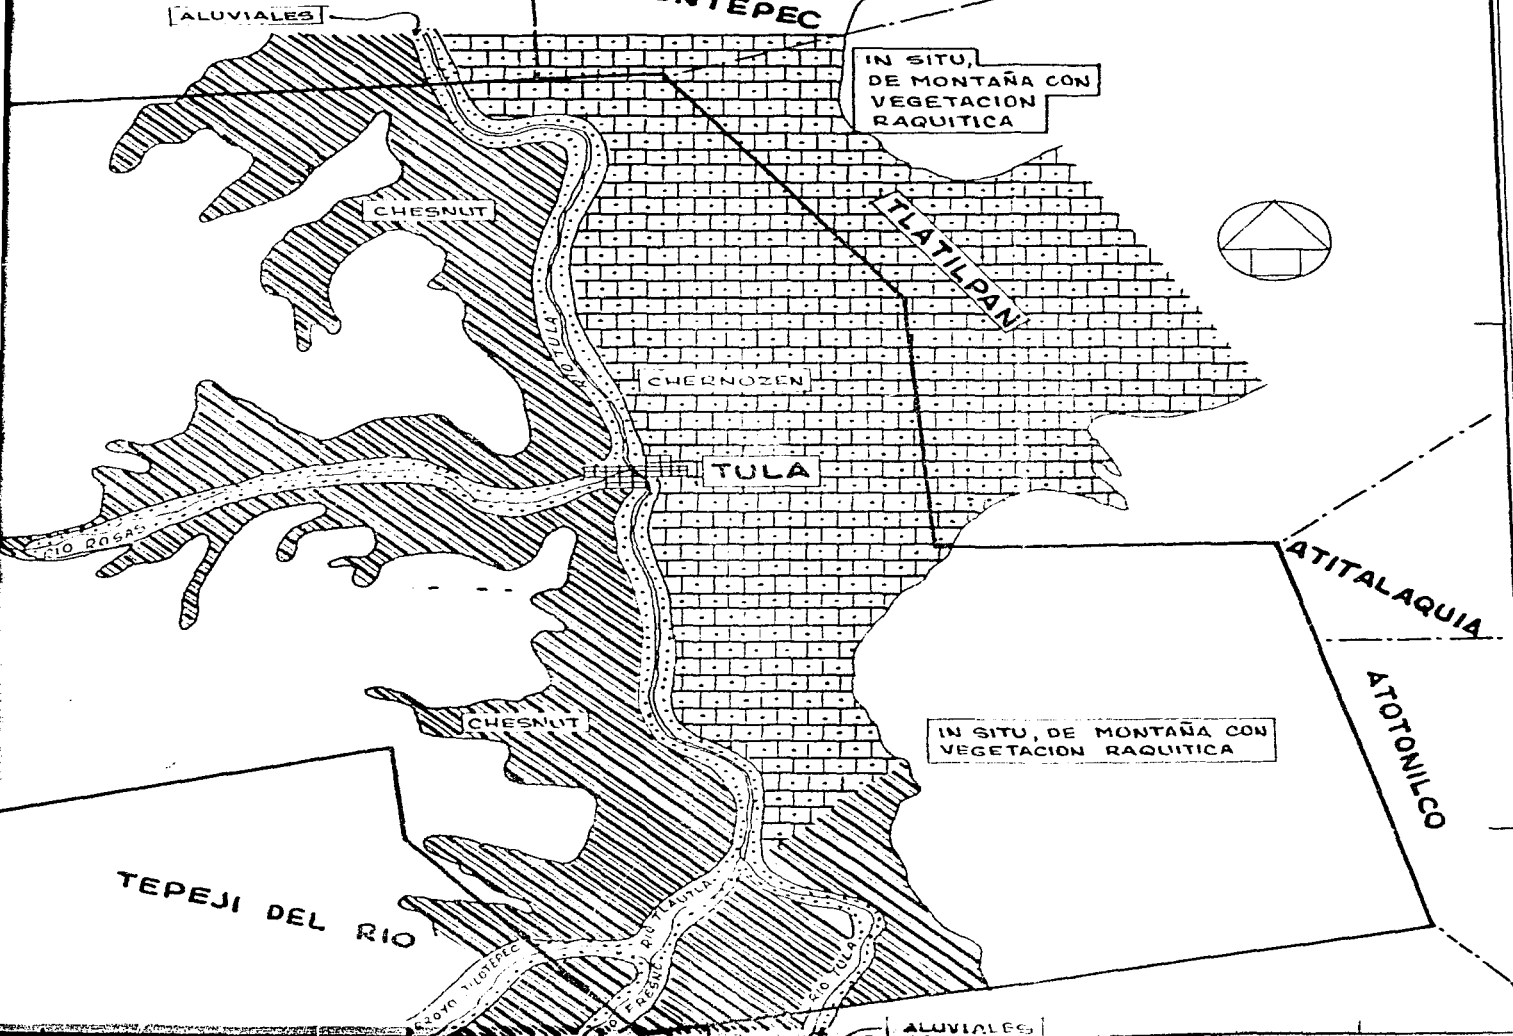 ALUVIALES
IN SITU,
DE MONTAÑA CON
VEGETACION
RAQUITICA
CHESNUT
TLATILPAN
RIO TULA
CHERNOZEN
TULA
RIO ROSAS
ATITALAQUIA
CHESNUT
ATOTONILCO
IN SITU, DE MONTAÑA CON
VEGETACION RAQUITICA
TEPEJI DEL RIO
RIO TLAUTLA
RIO TULA
ALUVIALES